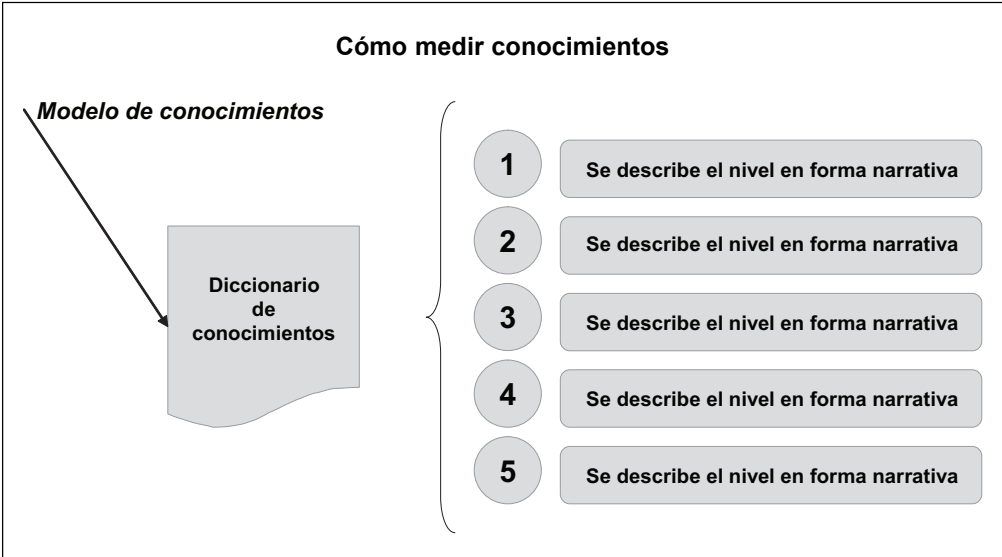 Cómo medir conocimientos
Modelo de conocimientos
Diccionario
de
conocimientos
1
Se describe el nivel en forma narrativa
2
Se describe el nivel en forma narrativa
3
Se describe el nivel en forma narrativa
4
Se describe el nivel en forma narrativa
5
Se describe el nivel en forma narrativa